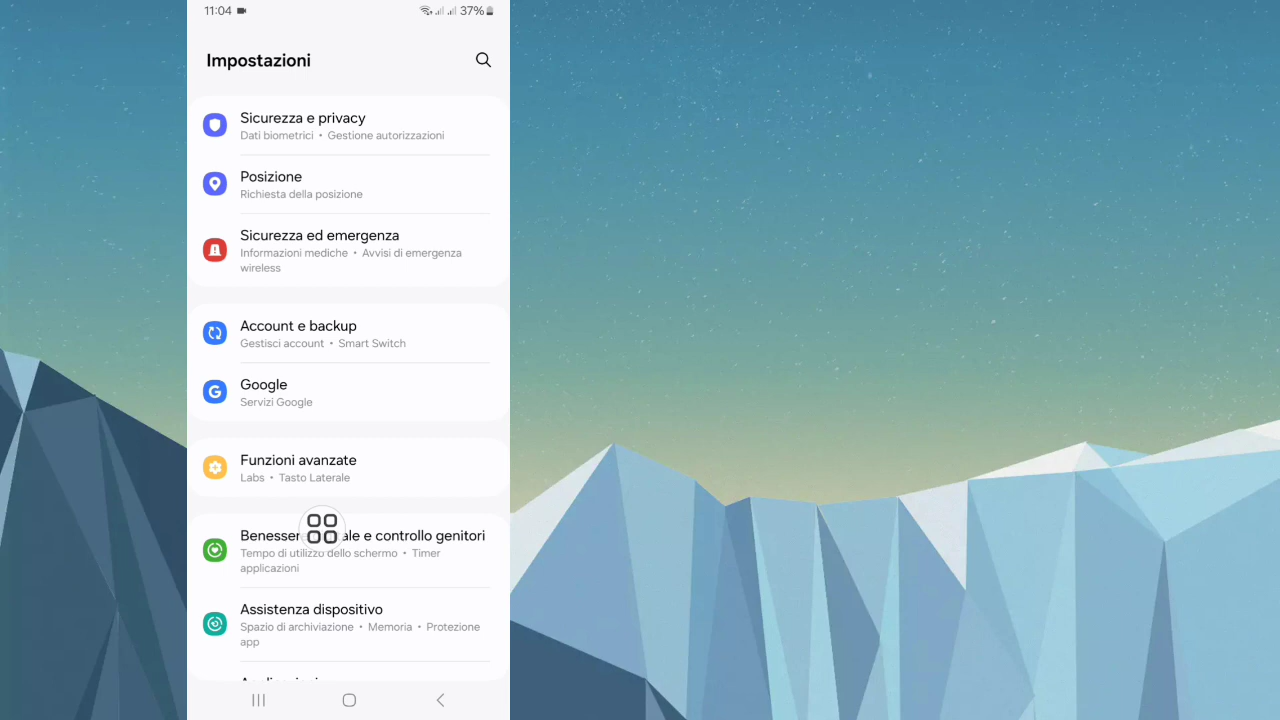 11:04
37%
Impostazioni
Sicurezza e privacy
Dati biometrici • Gestione autorizzazioni
Posizione
Richiesta della posizione
Sicurezza ed emergenza
Informazioni mediche • Avvisi di emergenza
wireless
Account e backup
Gestisci account • Smart Switch
Google
Servizi Google
Funzioni avanzate
Labs • Tasto Laterale
e controllo genitori
Tempo di utilizzo dello schermo • Timer
applicazioni
Assistenza dispositivo
Spazio di archiviazione • Memoria • Protezione
app